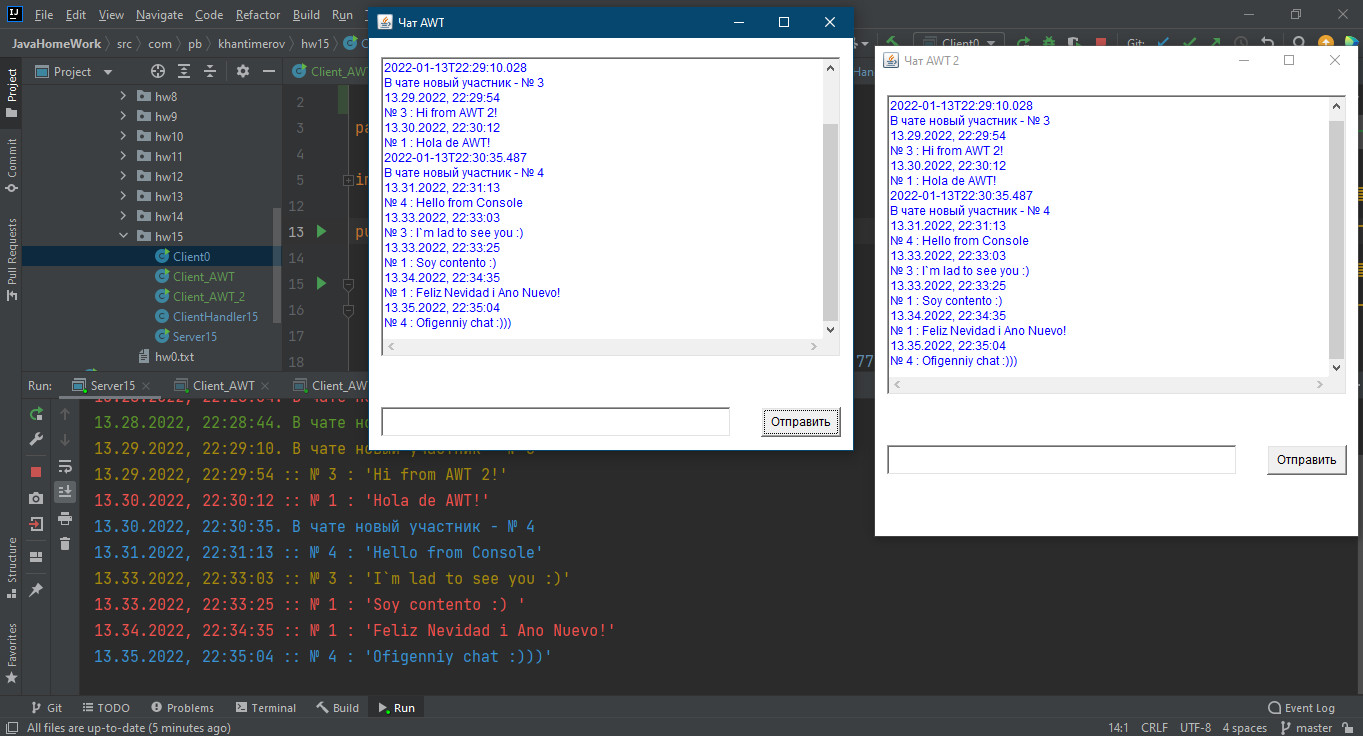 File Edit View Navigate Code Refactor Build Run
JavaHomeWork src com pb khantimerov hw15
Client0
Git:
Project
hw8
hw9
hw10
hw11
hw12
hw13
hw14
hw15
Client0
Client_AWT
Client_AWT_2
ClientHandler15
Server15
hw0.txt
Project
Commit
Pull Requests
Structure
Favorites
Client_AW
Han
2
3
4
5
12
13
14
15
16
17
18
77
Чат AWT
2022-01-13T22:29:10.028
В чате новый участник - № 3
13.29.2022, 22:29:54
№ 3 : Hi from AWT 2!
13.30.2022, 22:30:12
№ 1 : Hola de AWT!
2022-01-13T22:30:35.487
В чате новый участник - № 4
13.31.2022, 22:31:13
№ 4 : Hello from Console
13.33.2022, 22:33:03
№ 3 : I`m lad to see you :)
13.33.2022, 22:33:25
№ 1 : Soy contento :)
13.34.2022, 22:34:35
№ 1 : Feliz Nevidad i Ano Nuevo!
13.35.2022, 22:35:04
№ 4 : Ofigenniy chat :)))
Отправить
Чат AWT 2
2022-01-13T22:29:10.028
В чате новый участник - № 3
13.29.2022, 22:29:54
№ 3 : Hi from AWT 2!
13.30.2022, 22:30:12
№ 1 : Hola de AWT!
2022-01-13T22:30:35.487
В чате новый участник - № 4
13.31.2022, 22:31:13
№ 4 : Hello from Console
13.33.2022, 22:33:03
№ 3 : I`m lad to see you :)
13.33.2022, 22:33:25
№ 1 : Soy contento :)
13.34.2022, 22:34:35
№ 1 : Feliz Nevidad i Ano Nuevo!
13.35.2022, 22:35:04
№ 4 : Ofigenniy chat :)))
Отправить
Run: Server15 Client_AWT Client_AW
13.28.2022, 22:28:44. В чате но
13.29.2022, 22:29:10. В чате новый участник - № 3
13.29.2022, 22:29:54 :: № 3 : 'Hi from AWT 2!'
13.30.2022, 22:30:12 :: № 1 : 'Hola de AWT!'
13.30.2022, 22:30:35. В чате новый участник - № 4
13.31.2022, 22:31:13 :: № 4 : 'Hello from Console'
13.33.2022, 22:33:03 :: № 3 : 'I`m lad to see you :)'
13.33.2022, 22:33:25 :: № 1 : 'Soy contento :) '
13.34.2022, 22:34:35 :: № 1 : 'Feliz Nevidad i Ano Nuevo!'
13.35.2022, 22:35:04 :: № 4 : 'Ofigenniy chat :)))'
Git TODO Problems Terminal Build Run Event Log
All files are up-to-date (5 minutes ago) 14:1 CRLF UTF-8 4 spaces master